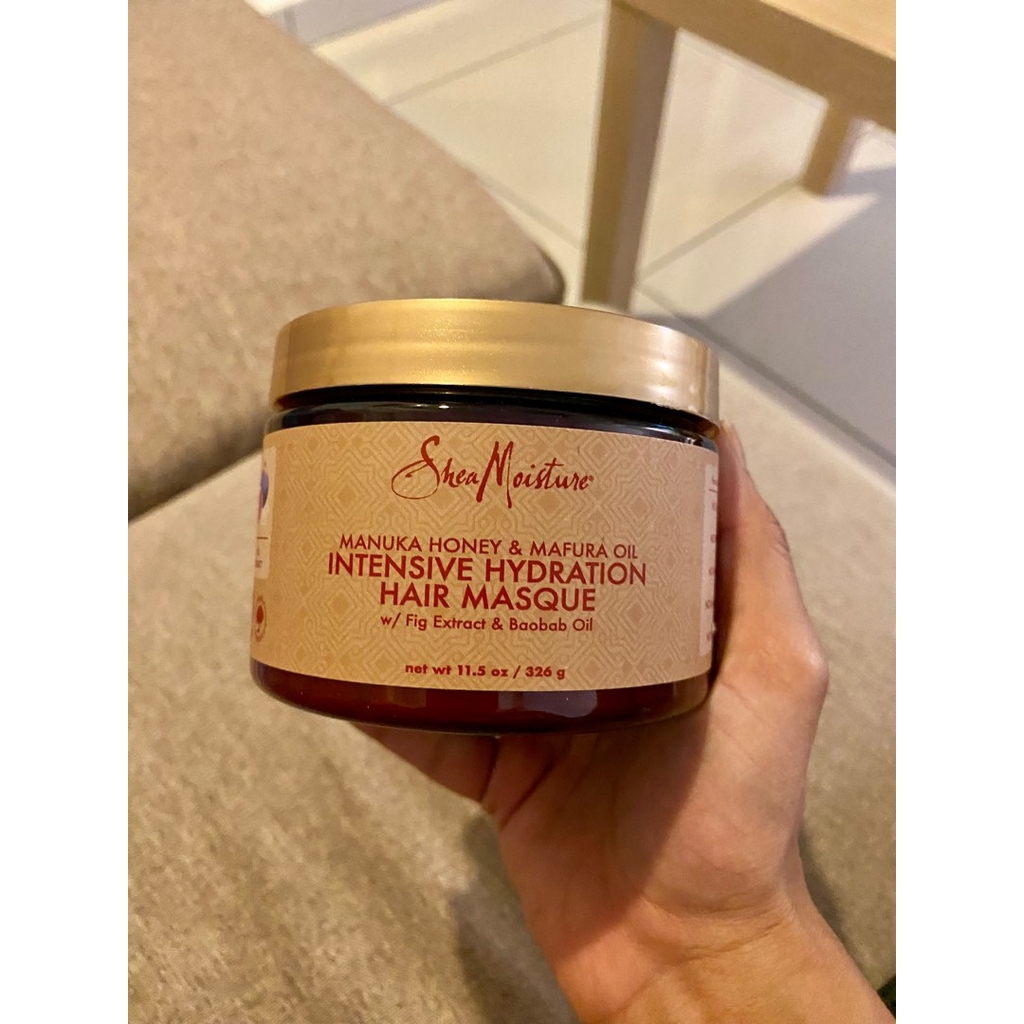 SheaMoisture®
MANUKA HONEY & MAFURA OIL
INTENSIVE HYDRATION
HAIR MASQUE
w/ Fig Extract & Baobab Oil
net wt 11.5 oz / 326 g